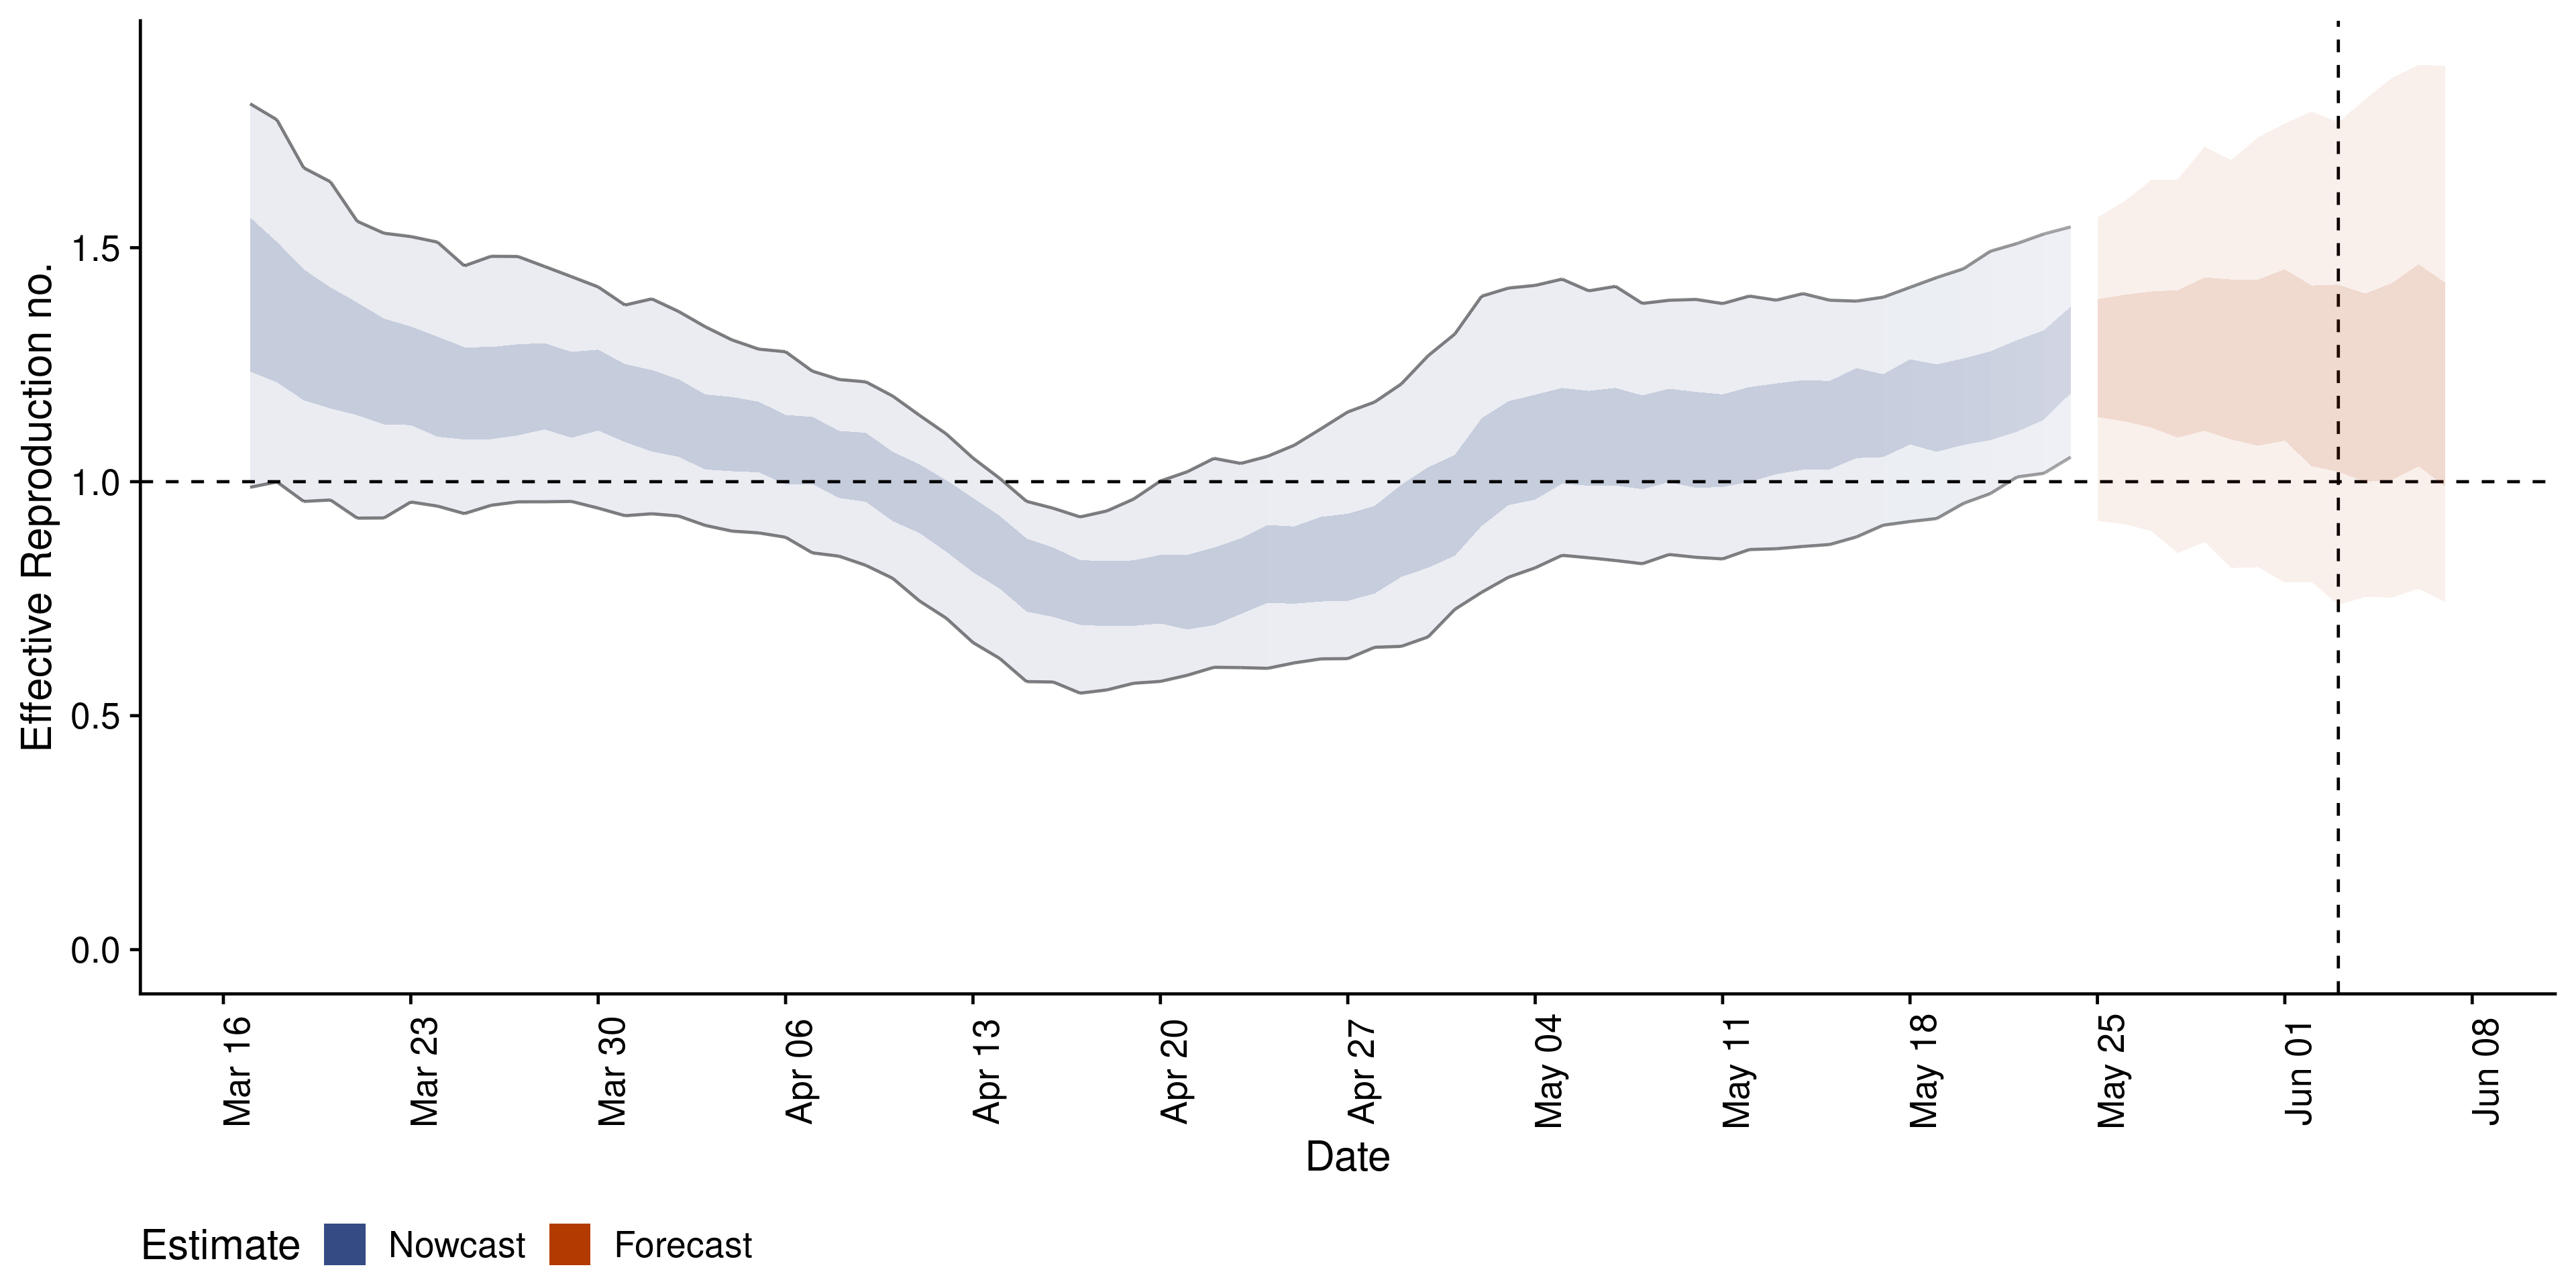 Effective Reproduction no.
1.5
1.0
0.5
0.0
Mar 16
Mar 23
Mar 30
Apr 06
Apr 13
Apr 20
Apr 27
May 04
May 11
May 18
May 25
Jun 01
Jun 08
Date
Estimate Nowcast Forecast